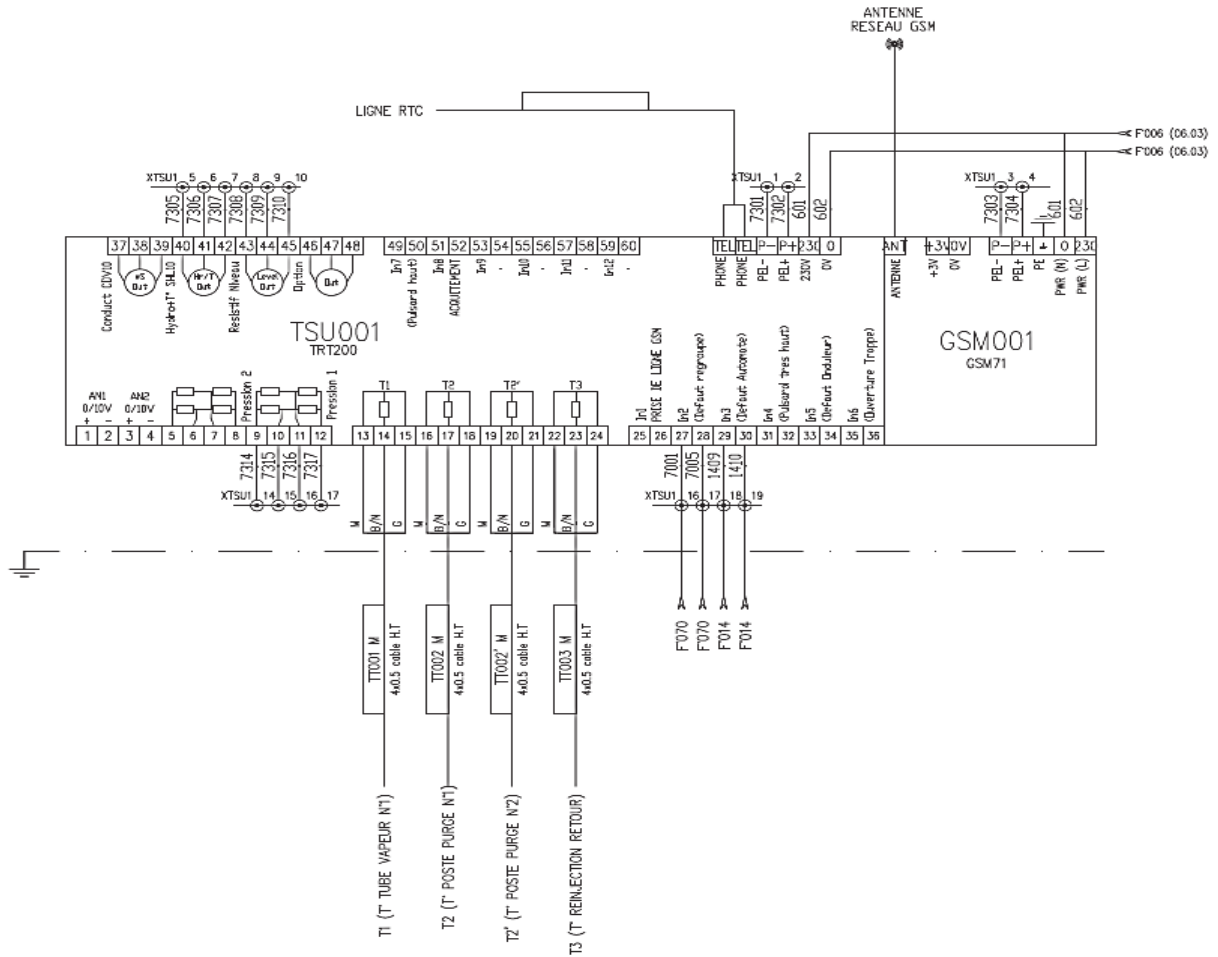 ANTENNE
RESEAU GSM
LIGNE RTC
F'006 (06.03)
F'006 (06.03)
XTSU1 5 6 7 8 9 10
7305 7306 7307 7308 7309 7310
XTSU1 1 2
7301 7302 601 602
XTSU1 3 4
7303 7304 601 602
37 38 39 40 41 42 43 44 45 46 47 48
49 50 51 52 53 54 55 56 57 58 59 60
TEL TEL P- P+ 230 0
ANT +3V 0V P- P+ 0 230
Conduct CDV10
µS Out
Hydro+T° SHL10
Hr/T Out
Resistif Niveau
Level Out
Option
Out
In7
(Pulsard haut)
In8
ACQUITEMENT
In9
-
In10
-
In11
-
In12
-
PHONE
PHONE
PEL-
PEL+
230V
0V
ANTENNE
+3V
0V
PEL-
PEL+
PE
PWR (N)
PWR (L)
TSU001
TRT200
GSM001
GSM71
AN1
0/10V
+ -
AN2
0/10V
+ -
Pression 2
Pression 1
T1
T2
T2'
T3
In1
PRISE DE LIGNE GSM
In2
(Defaut regroupe)
In3
(Defaut Automate)
In4
(Pulsard tres haut)
In5
(Defaut Onduleur)
In6
(Ouverture Trappe)
1 2 3 4 5 6 7 8 9 10 11 12
13 14 15 16 17 18 19 20 21 22 23 24
25 26 27 28 29 30 31 32 33 34 35 36
7314 7315 7316 7317
XTSU1 14 15 16 17
7001 7005 1409 1410
XTSU1 16 17 18 19
M B/N G
M B/N G
M B/N G
M B/N G
F'070
F'070
F'014
F'014
TT001 M
4x0.5 cable H.T
TT002 M
4x0.5 cable H.T
TT002' M
4x0.5 cable H.T
TT003 M
4x0.5 cable H.T
T1 (T° TUBE VAPEUR N°1)
T2 (T° POSTE PURGE N°1)
T2' (T° POSTE PURGE N°2)
T3 (T° REINJECTION RETOUR)